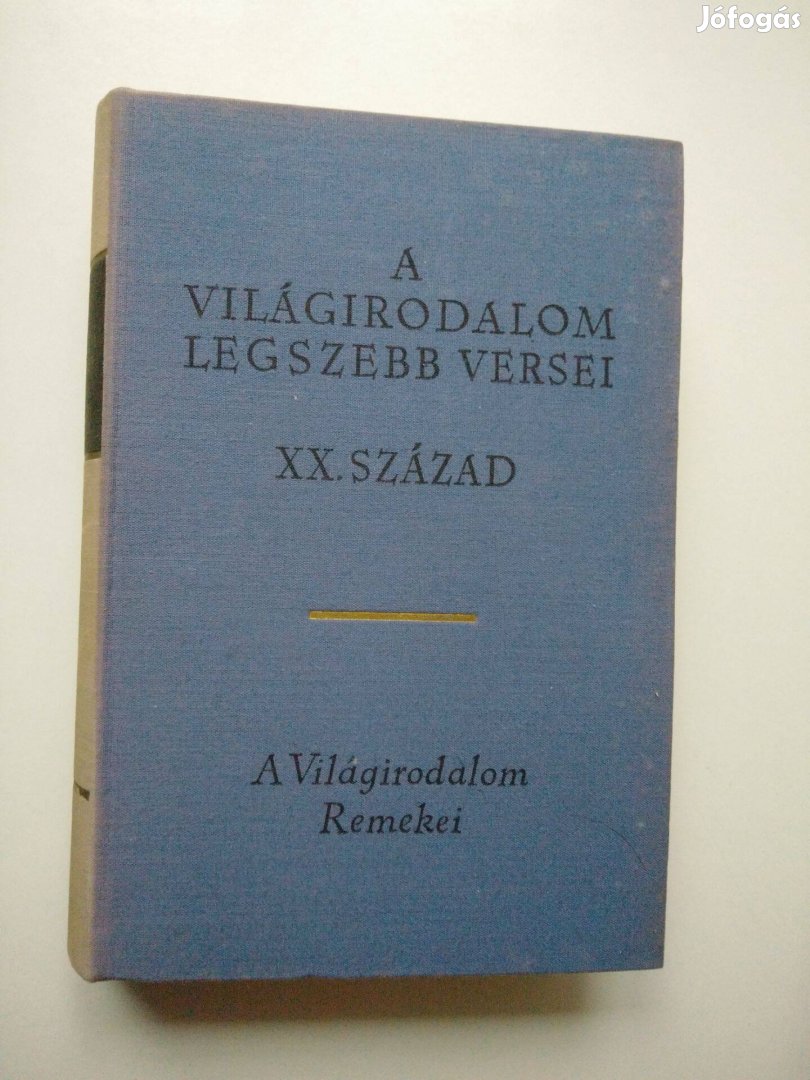 Jófogás
A
VILÁGIRODALOM
LEGSZEBB VERSEI
XX. SZÁZAD
A Világirodalom
Remekei